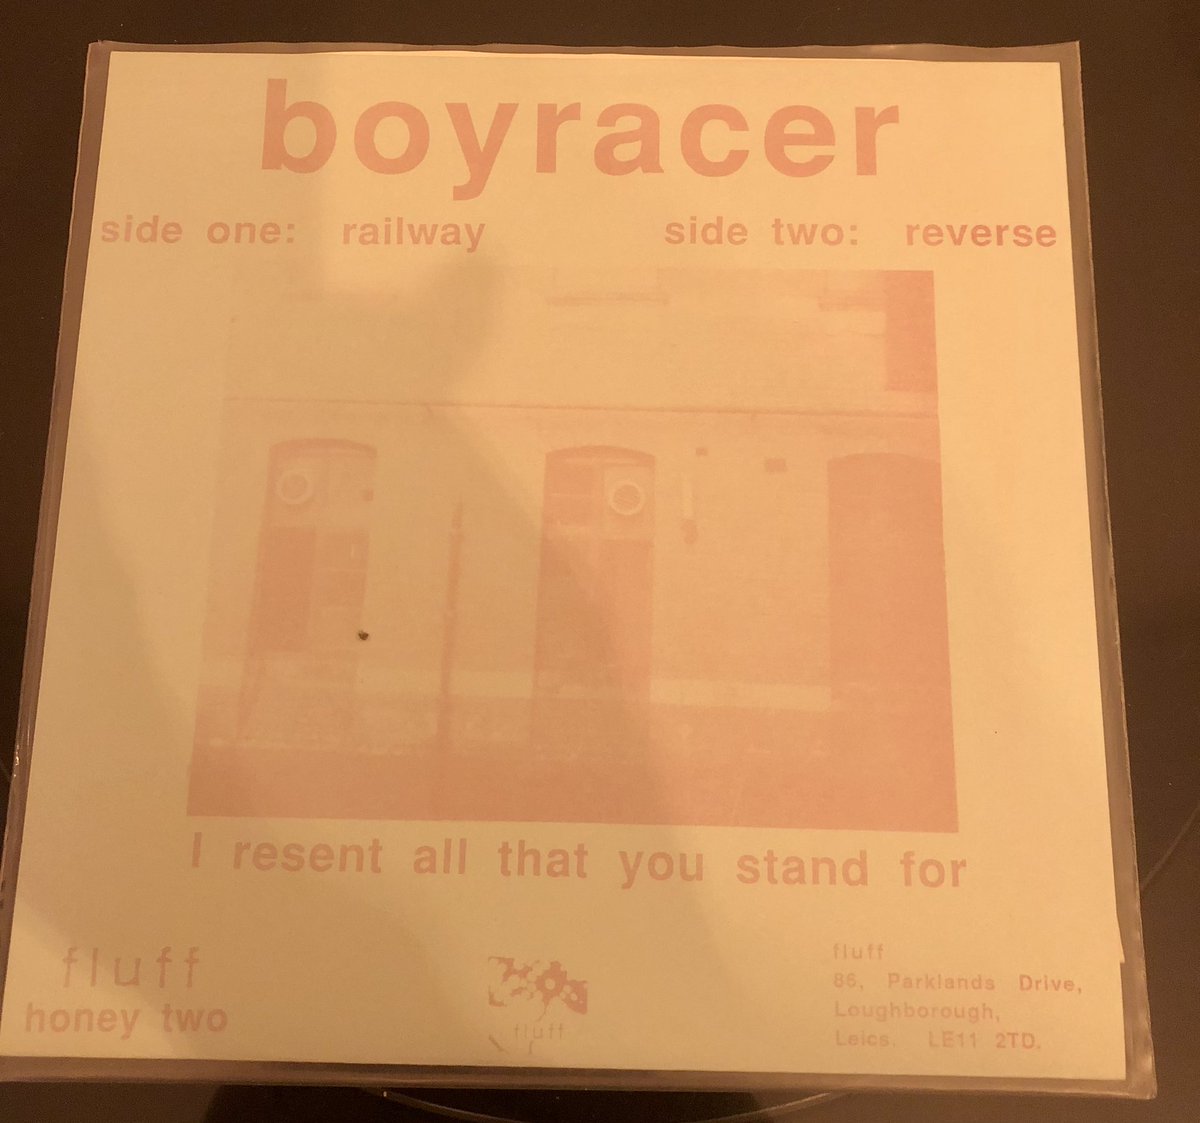 boyracer
side one: railway side two: reverse
I resent all that you stand for
fluff
honey two
fluff
fluff
86, Parklands Drive,
Loughborough,
Leics. LE11 2TD.